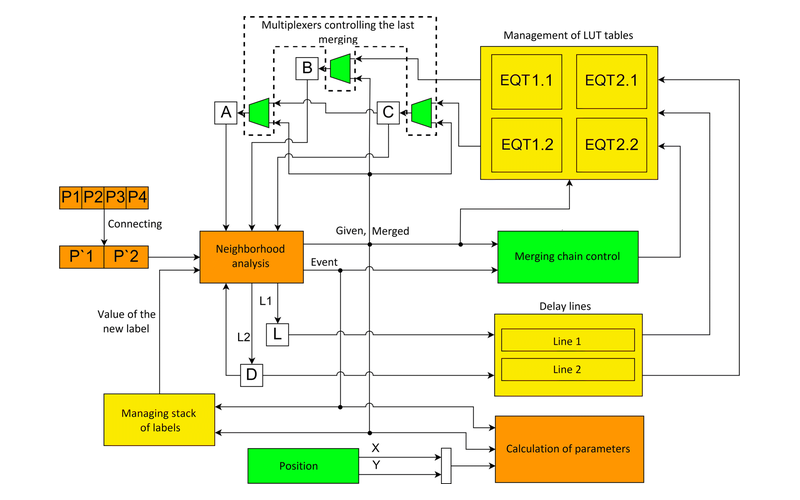 Multiplexers controlling the last
merging
Management of LUT tables
B
EQT1.1
EQT2.1
A
C
EQT1.2
EQT2.2
P1 P2 P3 P4
Connecting
P`1 P`2
Given, Merged
Neighborhood
analysis
Merging chain control
Event
L1
Delay lines
Value of the
new label
L2
L
Line 1
D
Line 2
Managing stack
of labels
Calculation of parameters
X
Position
Y